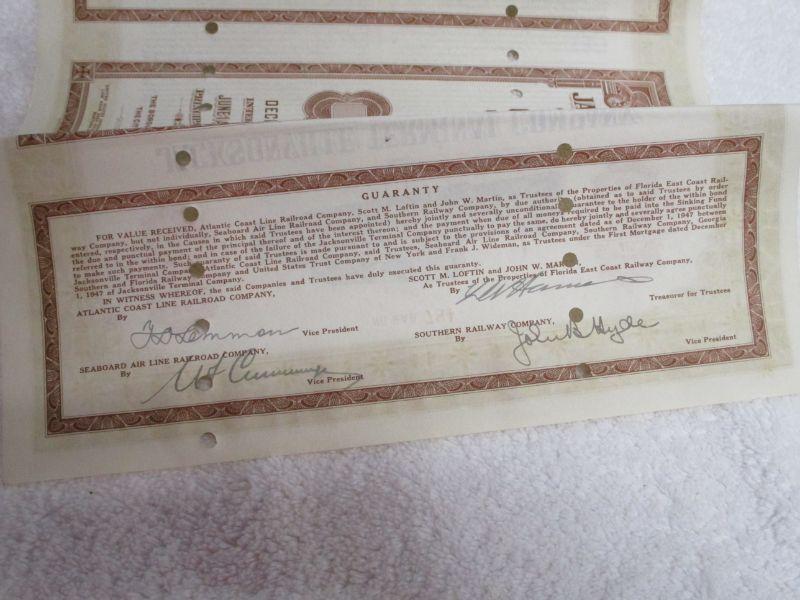 DEC
JUNE
JA
GUARANTY
FOR VALUE RECEIVED, Atlantic Coast Line Railroad Company, Scott M. Loftin and John W. Martin, as Trustees of the Properties of Florida East Coast Rail-
way Company, but not individually, Seaboard Air Line Railroad Company, and Southern Railway Company, by due authority (obtained as to said Trustees by order
entered, respectively, in the Causes in which said Trustees have been appointed) hereby jointly and severally unconditionally guarantee to the holder of the within bond
the due and punctual payment of the principal thereof and of the interest thereon; and the payment when due of all moneys required to be paid into the Sinking Fund
referred to in the within bond; and in case of the failure of the Jacksonville Terminal Company punctually to pay the same, do hereby jointly and severally agree punctually
to make such payments. Such guaranty of said Trustees is made pursuant to and is subject to the provisions of an agreement dated as of December 1, 1947 between
Jacksonville Terminal Company, Atlantic Coast Line Railroad Company, said Trustees, Seaboard Air Line Railroad Company, Southern Railway Company, Georgia
Southern and Florida Railway Company, and United States Trust Company of New York and Frank J. Wideman, as Trustees under the First Mortgage dated December
1, 1947 of Jacksonville Terminal Company.
IN WITNESS WHEREOF, the said Companies and Trustees have duly executed this guaranty.
ATLANTIC COAST LINE RAILROAD COMPANY,
By Vice President
SCOTT M. LOFTIN and JOHN W. MAR
As Trustees of the Properties of Florida East Coast Railway Company,
By
Treasurer for Trustees
SEABOARD AIR LINE RAILROAD COMPANY,
By Cummings
Vice President
SOUTHERN RAILWAY COMPANY,
John B Hyde
Vice President